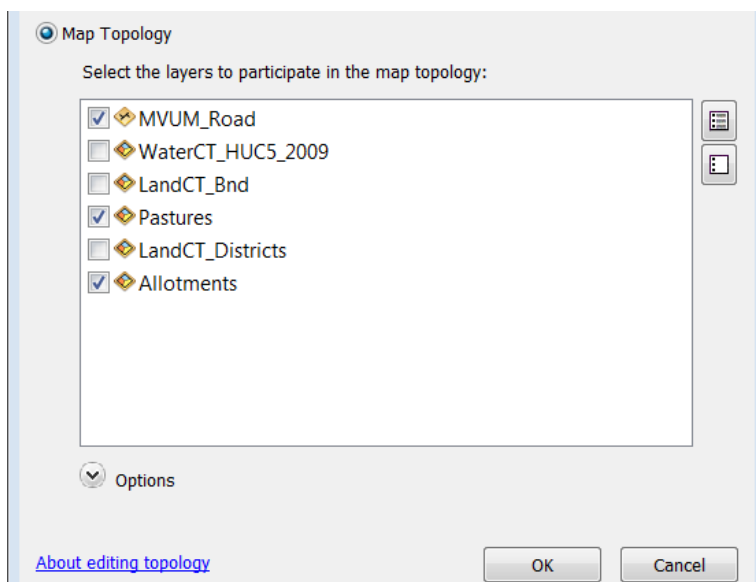 Map Topology
Select the layers to participate in the map topology:
MVUM_Road
WaterCT_HUC5_2009
LandCT_Bnd
Pastures
LandCT_Districts
Allotments
Options
About editing topology
OK
Cancel